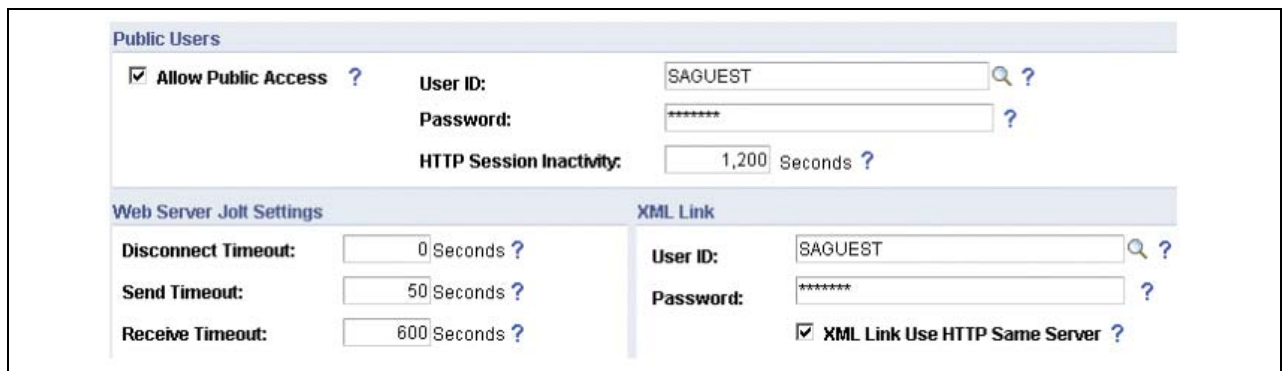 Public Users
Allow Public Access ? User ID: SAGUEST ?
Password: ******* ?
HTTP Session Inactivity: 1,200 Seconds ?
Web Server Jolt Settings
Disconnect Timeout: 0 Seconds ?
Send Timeout: 50 Seconds ?
Receive Timeout: 600 Seconds ?
XML Link
User ID: SAGUEST ?
Password: ******* ?
XML Link Use HTTP Same Server ?